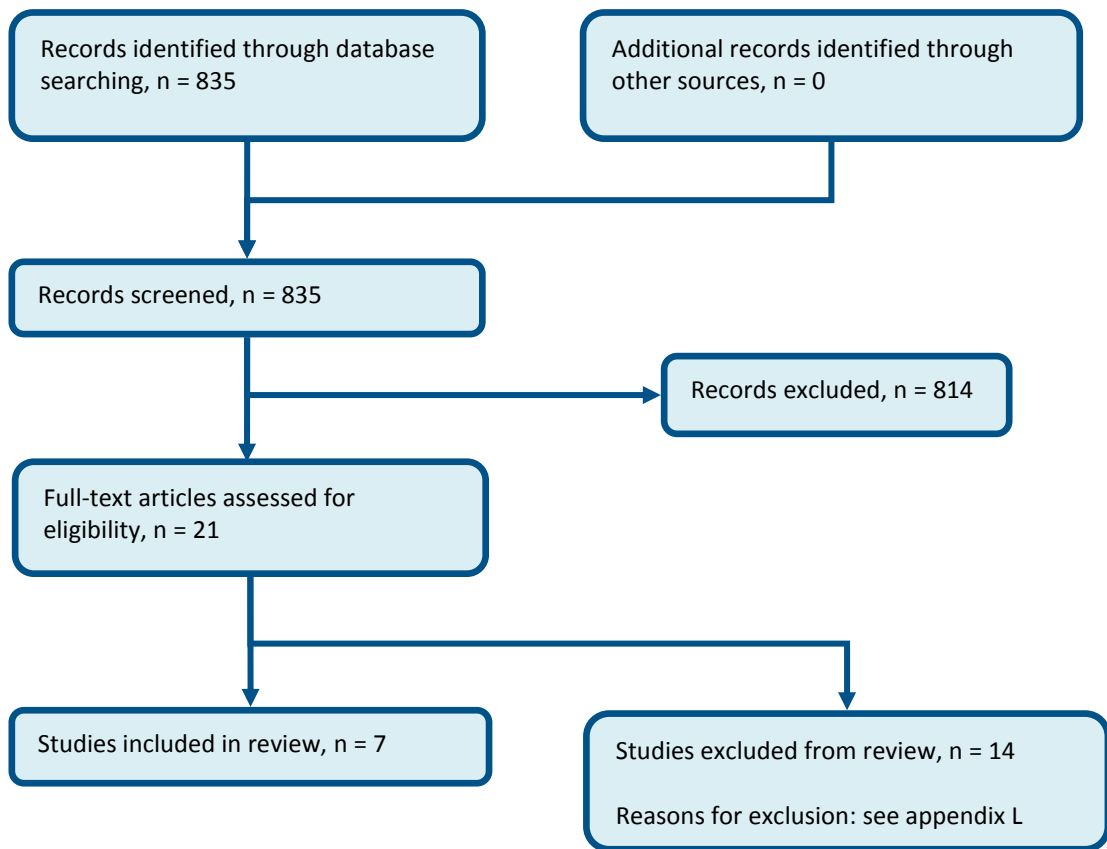 Records identified through database
searching, n = 835
Additional records identified through
other sources, n = 0
Records screened, n = 835
Records excluded, n = 814
Full-text articles assessed for
eligibility, n = 21
Studies included in review, n = 7
Studies excluded from review, n = 14
Reasons for exclusion: see appendix L